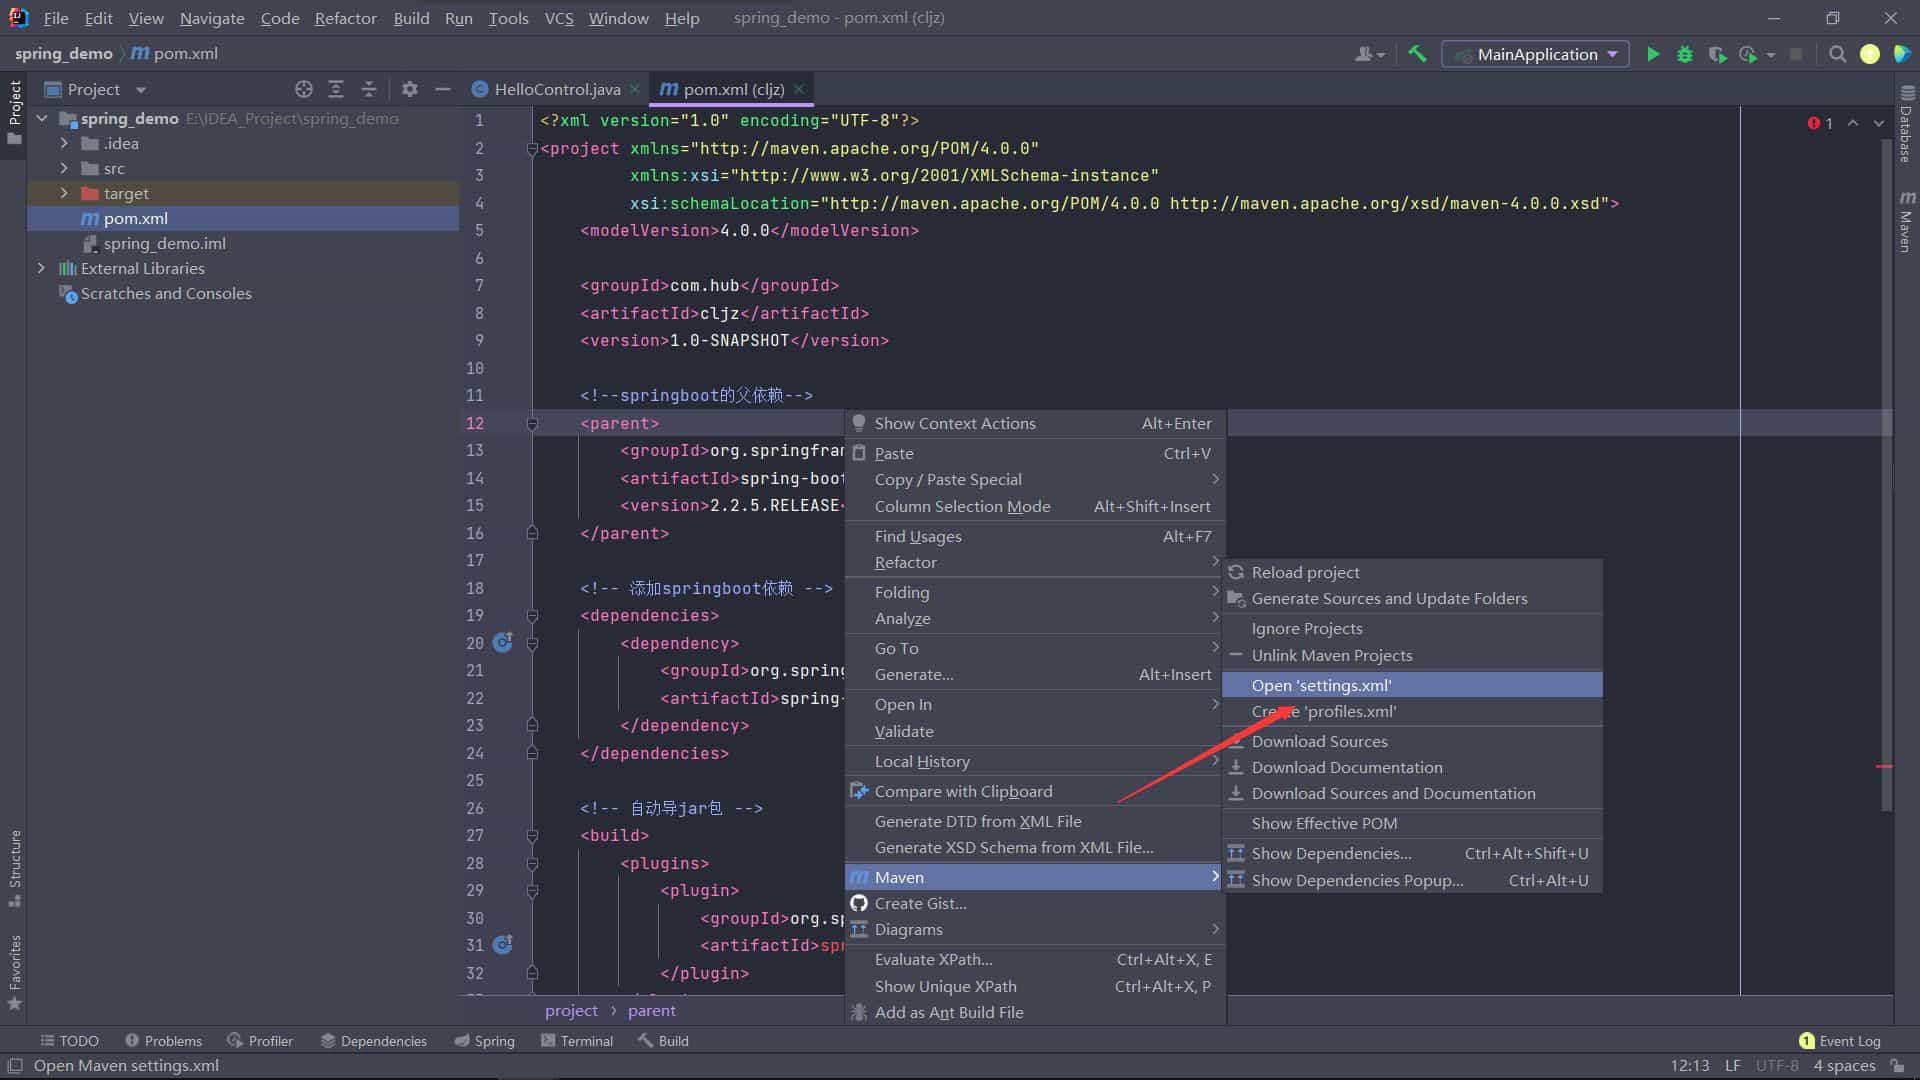 File Edit View Navigate Code Refactor Build Run Tools VCS Window Help spring_demo - pom.xml (cljz)
spring_demo pom.xml
MainApplication
Project
HelloControl.java
pom.xml (cljz)
spring_demo E:\IDEA_Project\spring_demo
.idea
src
target
pom.xml
spring_demo.iml
External Libraries
Scratches and Consoles
Project
Structure
Favorites
1 <?xml version="1.0" encoding="UTF-8"?>
2 <project xmlns="http://maven.apache.org/POM/4.0.0"
3 xmlns:xsi="http://www.w3.org/2001/XMLSchema-instance"
4 xsi:schemaLocation="http://maven.apache.org/POM/4.0.0 http://maven.apache.org/xsd/maven-4.0.0.xsd">
5 <modelVersion>4.0.0</modelVersion>
6
7 <groupId>com.hub</groupId>
8 <artifactId>cljz</artifactId>
9 <version>1.0-SNAPSHOT</version>
10
11 <!--springboot的父依赖-->
12 <parent>
13 <groupId>org.springfra
14 <artifactId>spring-boot
15 <version>2.2.5.RELEASE
16 </parent>
17
18 <!-- 添加springboot依赖 -->
19 <dependencies>
20 <dependency>
21 <groupId>org.spring
22 <artifactId>spring-
23 </dependency>
24 </dependencies>
25
26 <!-- 自动导jar包 -->
27 <build>
28 <plugins>
29 <plugin>
30 <groupId>org.sp
31 <artifactId>spr
32 </plugin>
1
Database
Maven
Show Context Actions Alt+Enter
Paste Ctrl+V
Copy / Paste Special
Column Selection Mode Alt+Shift+Insert
Find Usages Alt+F7
Refactor
Folding
Analyze
Go To
Generate... Alt+Insert
Open In
Validate
Local History
Compare with Clipboard
Generate DTD from XML File
Generate XSD Schema from XML File...
Maven
Create Gist...
Diagrams
Evaluate XPath... Ctrl+Alt+X, E
Show Unique XPath Ctrl+Alt+X, P
Add as Ant Build File
Reload project
Generate Sources and Update Folders
Ignore Projects
Unlink Maven Projects
Open 'settings.xml'
Create 'profiles.xml'
Download Sources
Download Documentation
Download Sources and Documentation
Show Effective POM
Show Dependencies... Ctrl+Alt+Shift+U
Show Dependencies Popup... Ctrl+Alt+U
project parent
TODO Problems Profiler Dependencies Spring Terminal Build 1 Event Log
Open Maven settings.xml 12:13 LF UTF-8 4 spaces